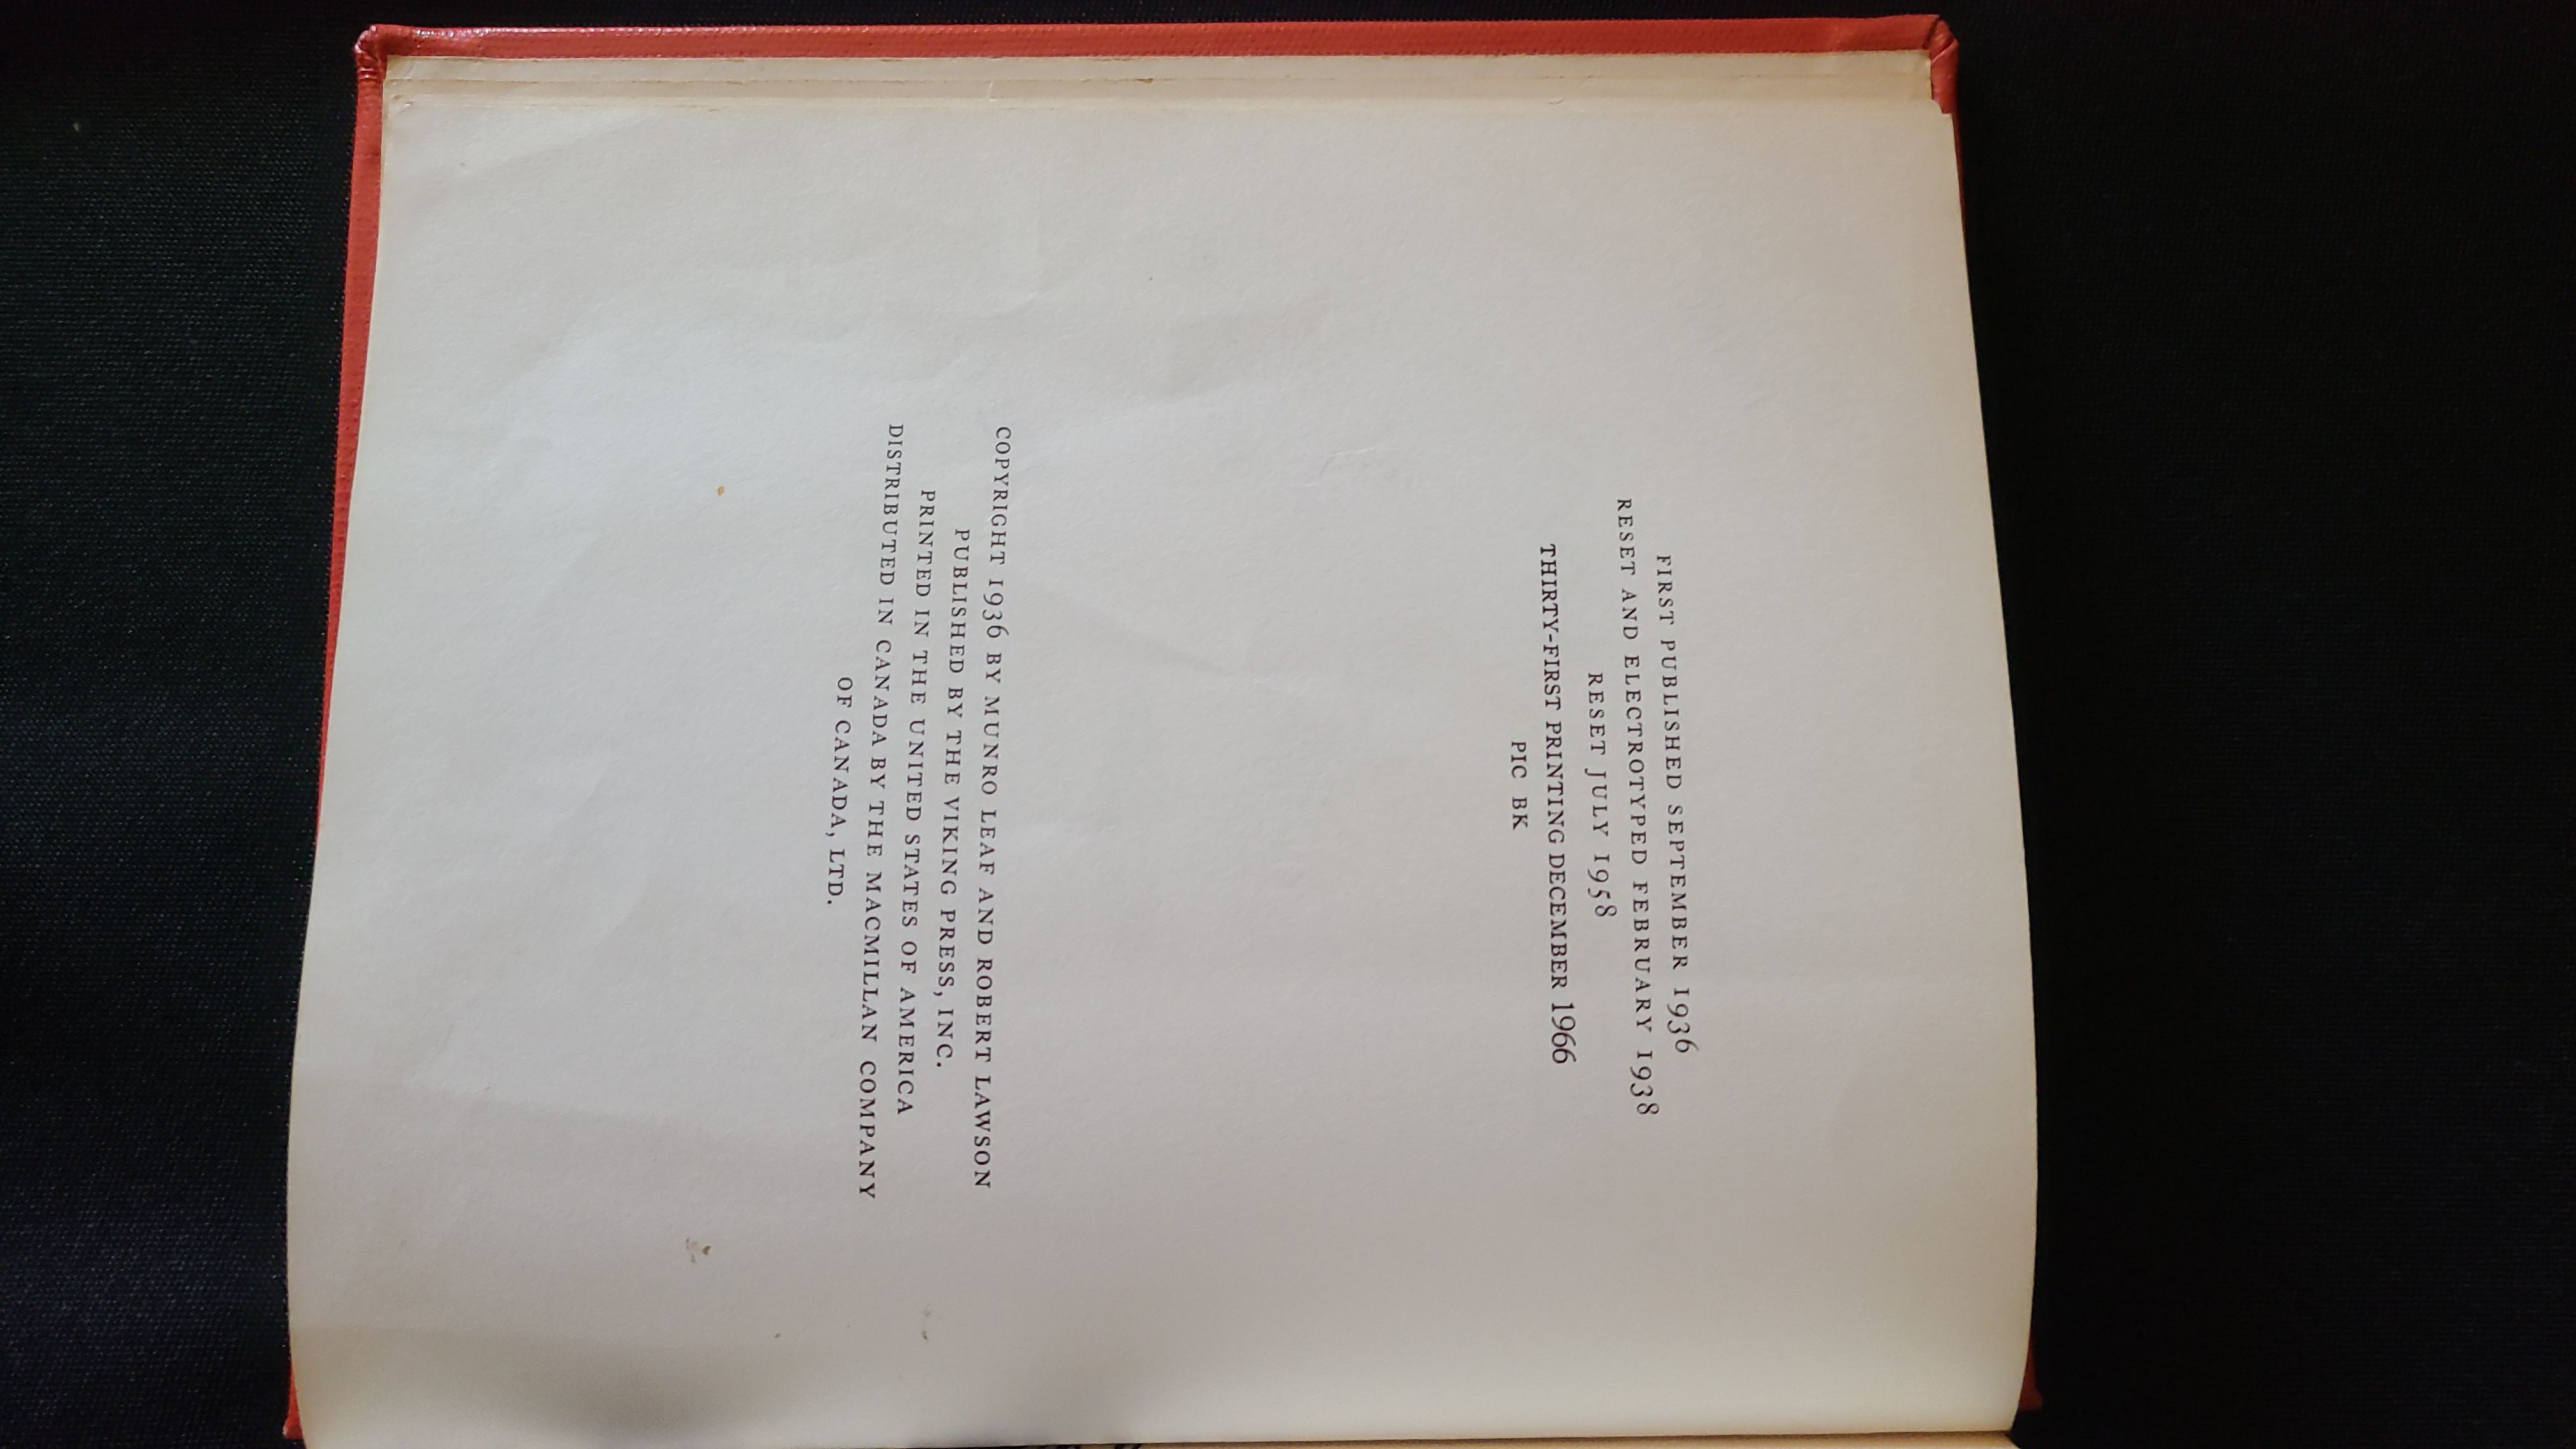 FIRST PUBLISHED SEPTEMBER 1936
RESET AND ELECTROTYPED FEBRUARY 1938
RESET JULY 1958
THIRTY-FIRST PRINTING DECEMBER 1966
PIC BK
COPYRIGHT 1936 BY MUNRO LEAF AND ROBERT LAWSON
PUBLISHED BY THE VIKING PRESS, INC.
PRINTED IN THE UNITED STATES OF AMERICA
DISTRIBUTED IN CANADA BY THE MACMILLAN COMPANY
OF CANADA, LTD.